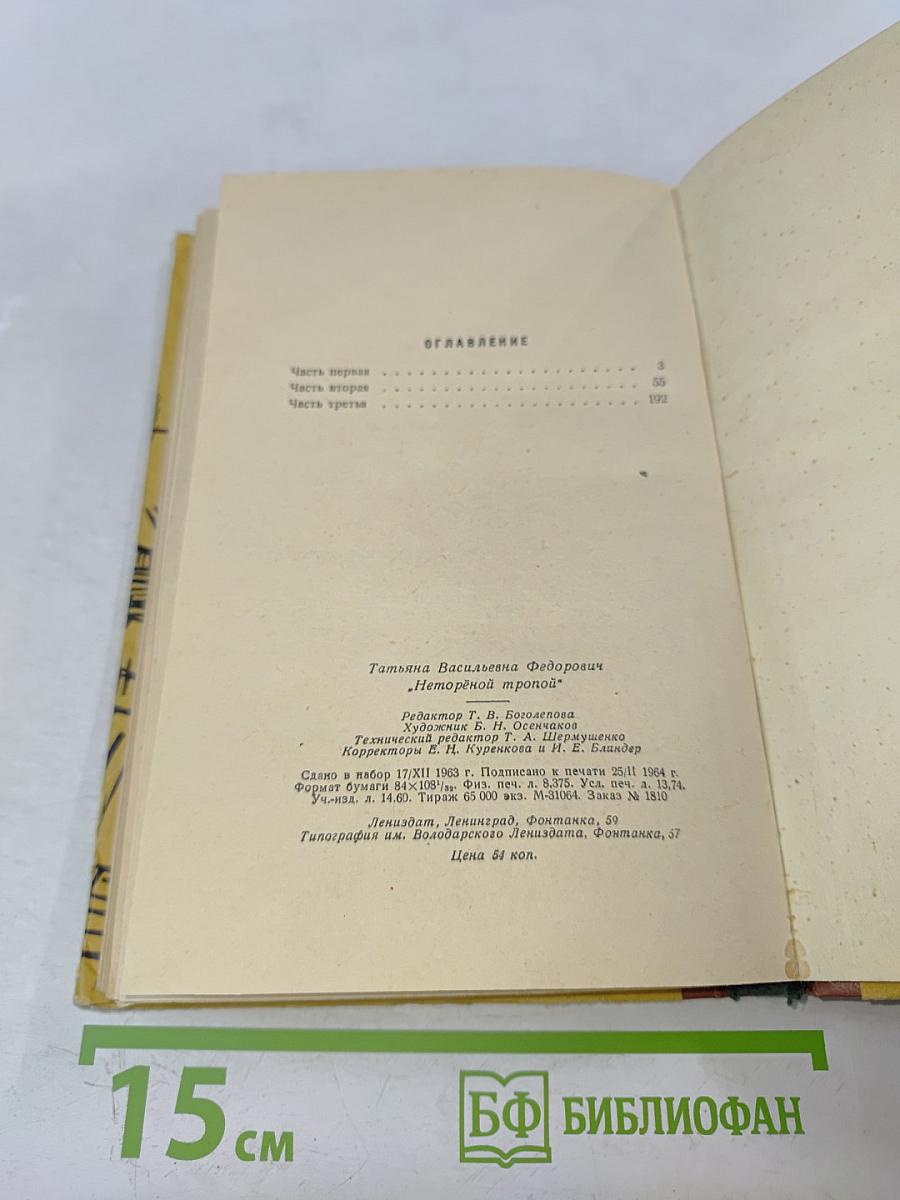 ОГЛАВЛЕНИЕ
Часть первая . . . . . . . . . . . . . . . . . . . . . 3
Часть вторая . . . . . . . . . . . . . . . . . . . . . 55
Часть третья . . . . . . . . . . . . . . . . . . . . . 192
Татьяна Васильевна Федорович
„Неторёной тропой“
Редактор Т. В. Боголепова
Художник Б. Н. Осенчаков
Технический редактор Т. А. Шермушенко
Корректоры Е. Н. Куренкова и И. Е. Блиндер
Сдано в набор 17/XII 1963 г. Подписано к печати 25/II 1964 г.
Формат бумаги 84×108¹/₃₂. Физ. печ. л. 8,375. Усл. печ. л. 13,74.
Уч.-изд. л. 14,60. Тираж 65 000 экз. М-31064. Заказ № 1810
Лениздат, Ленинград, Фонтанка, 59
Типография им. Володарского Лениздата, Фонтанка, 57
Цена 54 коп.
15 см
БФ БИБЛИОФАН